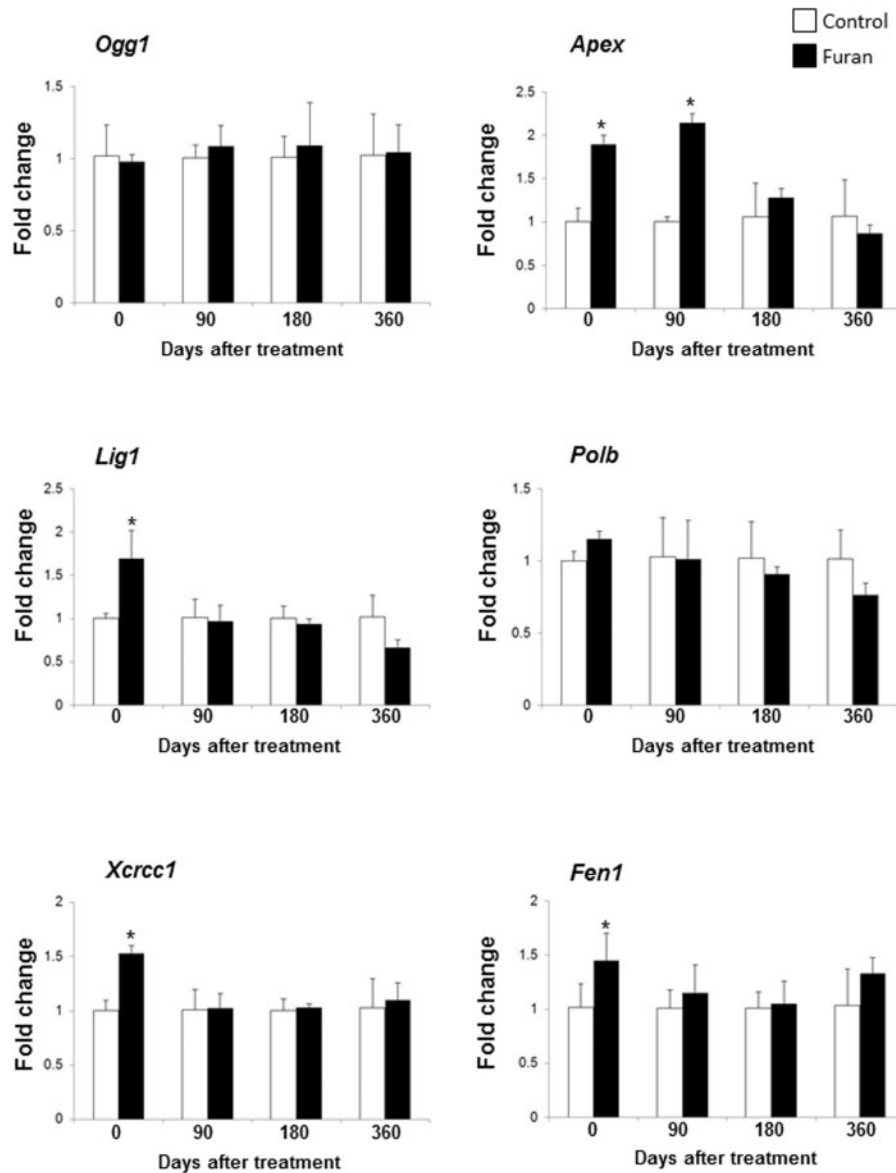 Control
Furan
Ogg1
Fold change
1.5
1
0.5
0
0 90 180 360
Days after treatment
Apex
Fold change
2.5
2
1.5
1
0.5
0
* *
0 90 180 360
Days after treatment
Lig1
Fold change
2.5
2
1.5
1
0.5
0
*
0 90 180 360
Days after treatment
Polb
Fold change
1.5
1
0.5
0
0 90 180 360
Days after treatment
Xcrcc1
Fold change
2
1.5
1
0.5
0
*
0 90 180 360
Days after treatment
Fen1
Fold change
2
1.5
1
0.5
0
*
0 90 180 360
Days after treatment